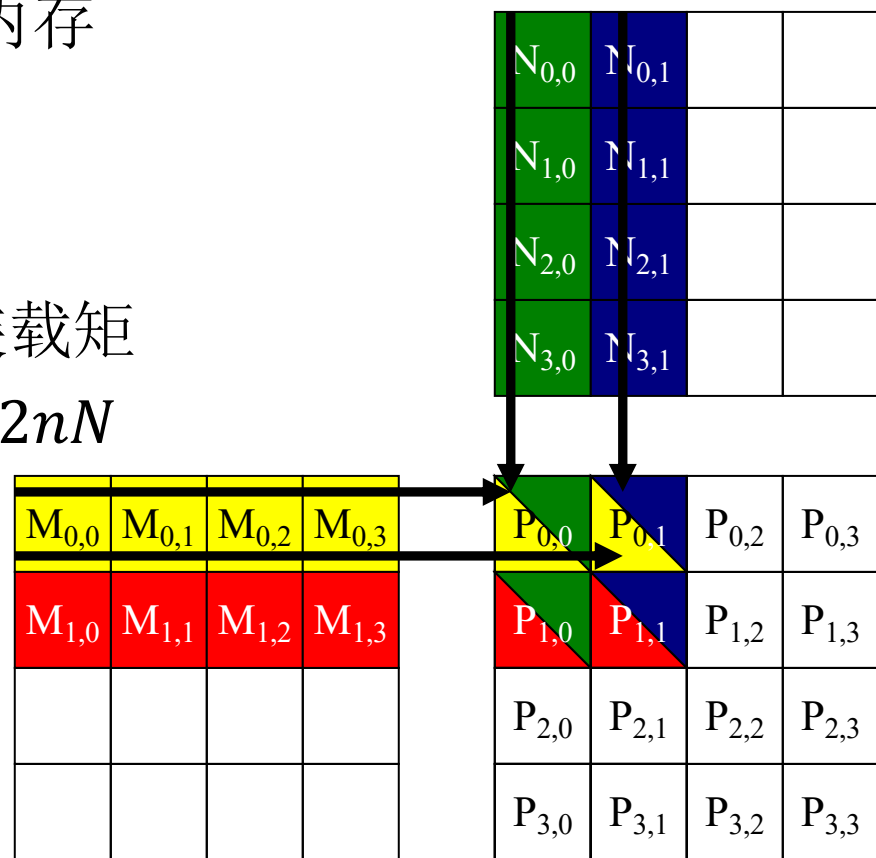 内存
N0,0 N0,1
N1,0 N1,1
N2,0 N2,1
载矩
N3,0 N3,1
2nN
M0,0 M0,1 M0,2 M0,3 P0,0 P0,1 P0,2 P0,3
M1,0 M1,1 M1,2 M1,3 P1,0 P1,1 P1,2 P1,3
P2,0 P2,1 P2,2 P2,3
P3,0 P3,1 P3,2 P3,3